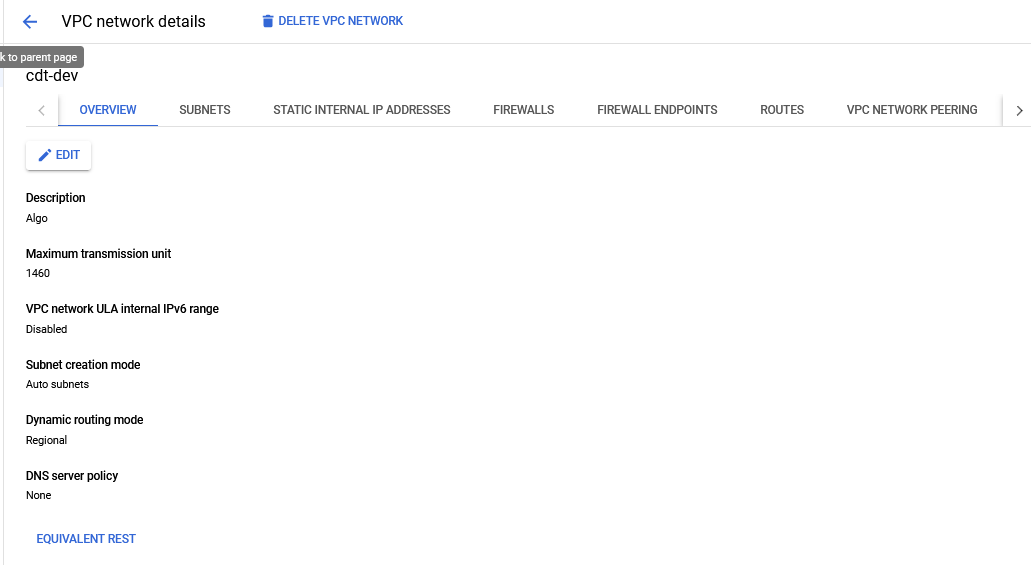 VPC network details
DELETE VPC NETWORK
k to parent page
cdt-dev
OVERVIEW SUBNETS STATIC INTERNAL IP ADDRESSES FIREWALLS FIREWALL ENDPOINTS ROUTES VPC NETWORK PEERING
EDIT
Description
Algo
Maximum transmission unit
1460
VPC network ULA internal IPv6 range
Disabled
Subnet creation mode
Auto subnets
Dynamic routing mode
Regional
DNS server policy
None
EQUIVALENT REST